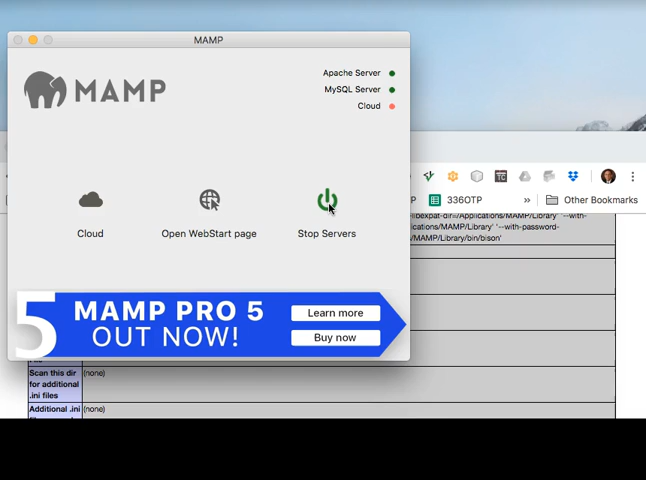 MAMP
MAMP
Apache Server
MySQL Server
Cloud
Cloud
Open WebStart page
Stop Servers
5
MAMP PRO 5
OUT NOW!
Learn more
Buy now
TC
P
336OTP
»
Other Bookmarks
libexpat-dir=/Applications/MAMP/Library' '--with-
ications/MAMP/Library' '--with-password-
/MAMP/Library/bin/bison'
Scan this dir
for additional
.ini files
(none)
Additional .ini
(none)